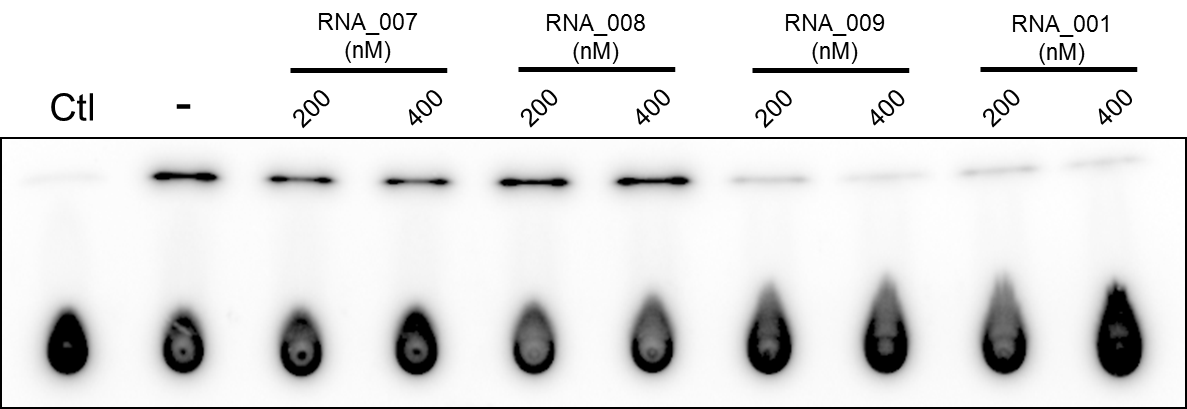 RNA_007 RNA_008 RNA_009 RNA_001
(nM) (nM) (nM) (nM)
Ctl - 200 400 200 400 200 400 200 400